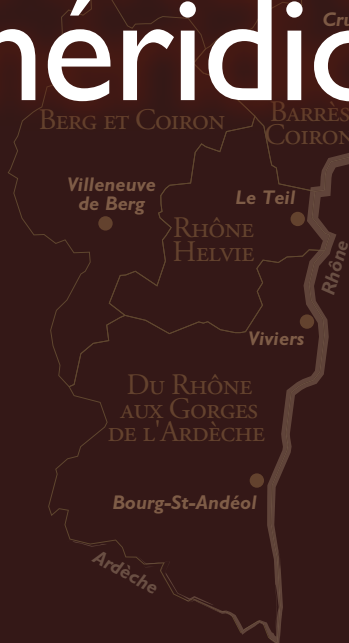 Cru
méridio
Berg et Coiron
Barrès
Coiron
Villeneuve
de Berg
Le Teil
Rhône
Helvie
Rhône
Viviers
Du Rhône
aux Gorges
de l'Ardèche
Bourg-St-Andéol
Ardèche